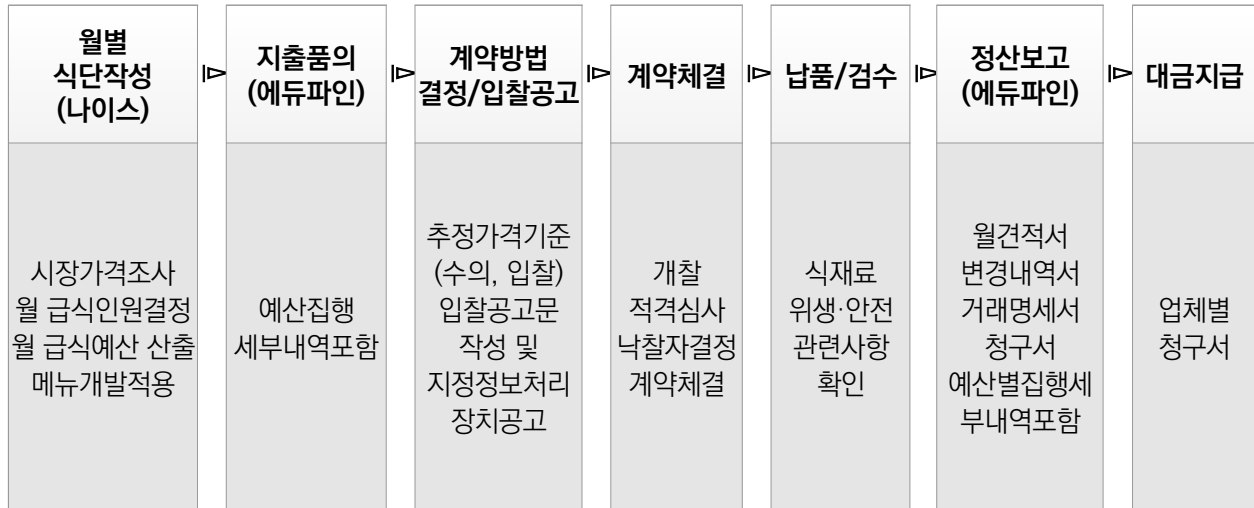 월별
식단작성
(나이스)
지출품의
(에듀파인)
계약방법
결정/입찰공고
계약체결
납품/검수
정산보고
(에듀파인)
대금지급
시장가격조사
월 급식인원결정
월 급식예산 산출
메뉴개발적용
예산집행
세부내역포함
추정가격기준
(수의, 입찰)
입찰공고문
작성 및
지정정보처리
장치공고
개찰
적격심사
낙찰자결정
계약체결
식재료
위생·안전
관련사항
확인
월견적서
변경내역서
거래명세서
청구서
예산별집행세
부내역포함
업체별
청구서